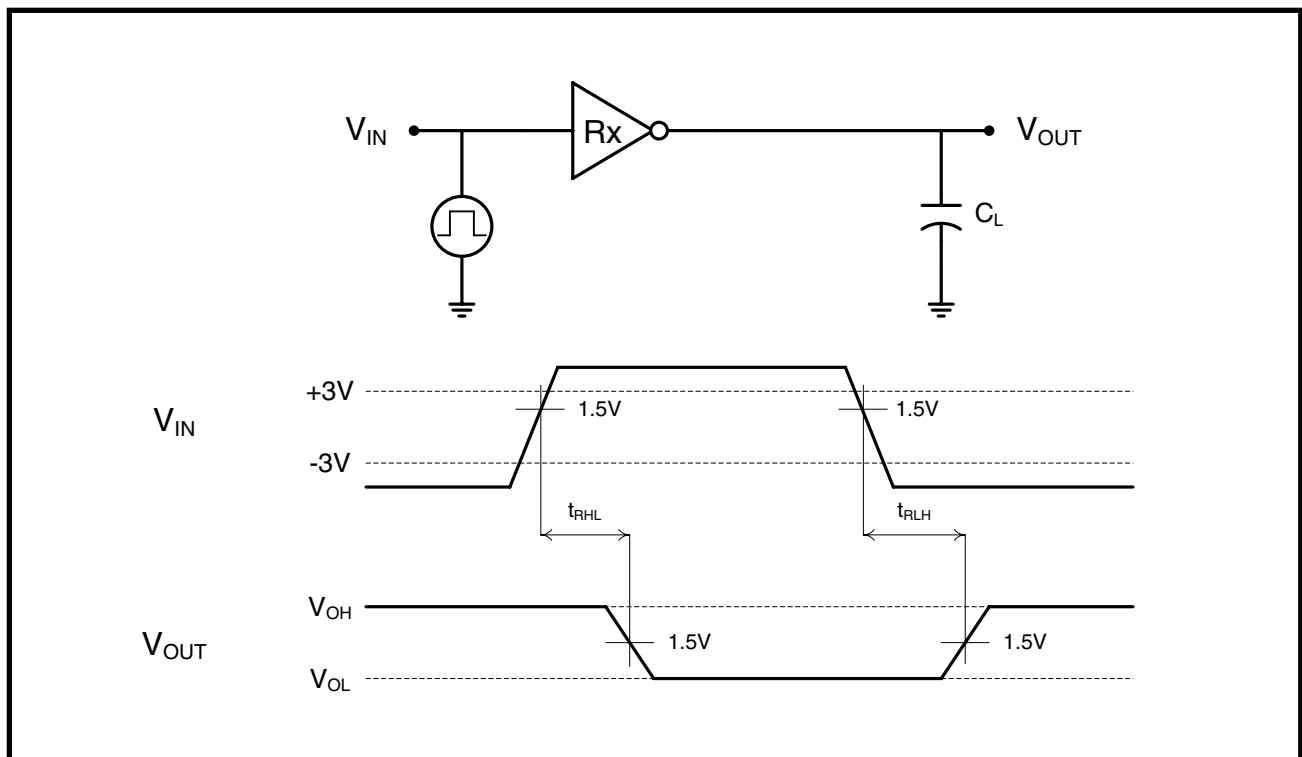 V_IN
Rx
V_OUT
C_L
+3V
1.5V
1.5V
V_IN
-3V
t_RHL
t_RLH
V_OH
V_OUT
1.5V
1.5V
V_OL